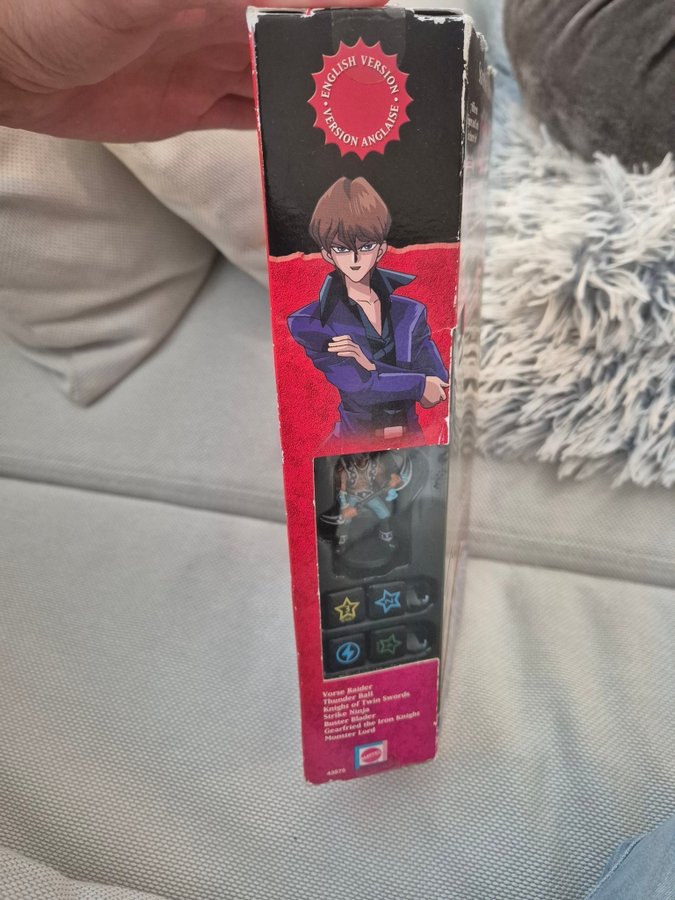 • ENGLISH VERSION •
VERSION ANGLAISE
Vorse Raider
Thunder Ball
Knight of Twin Swords
Strike Ninja
Buster Blader
Gearfried the Iron Knight
Monster Lord
MATTEL